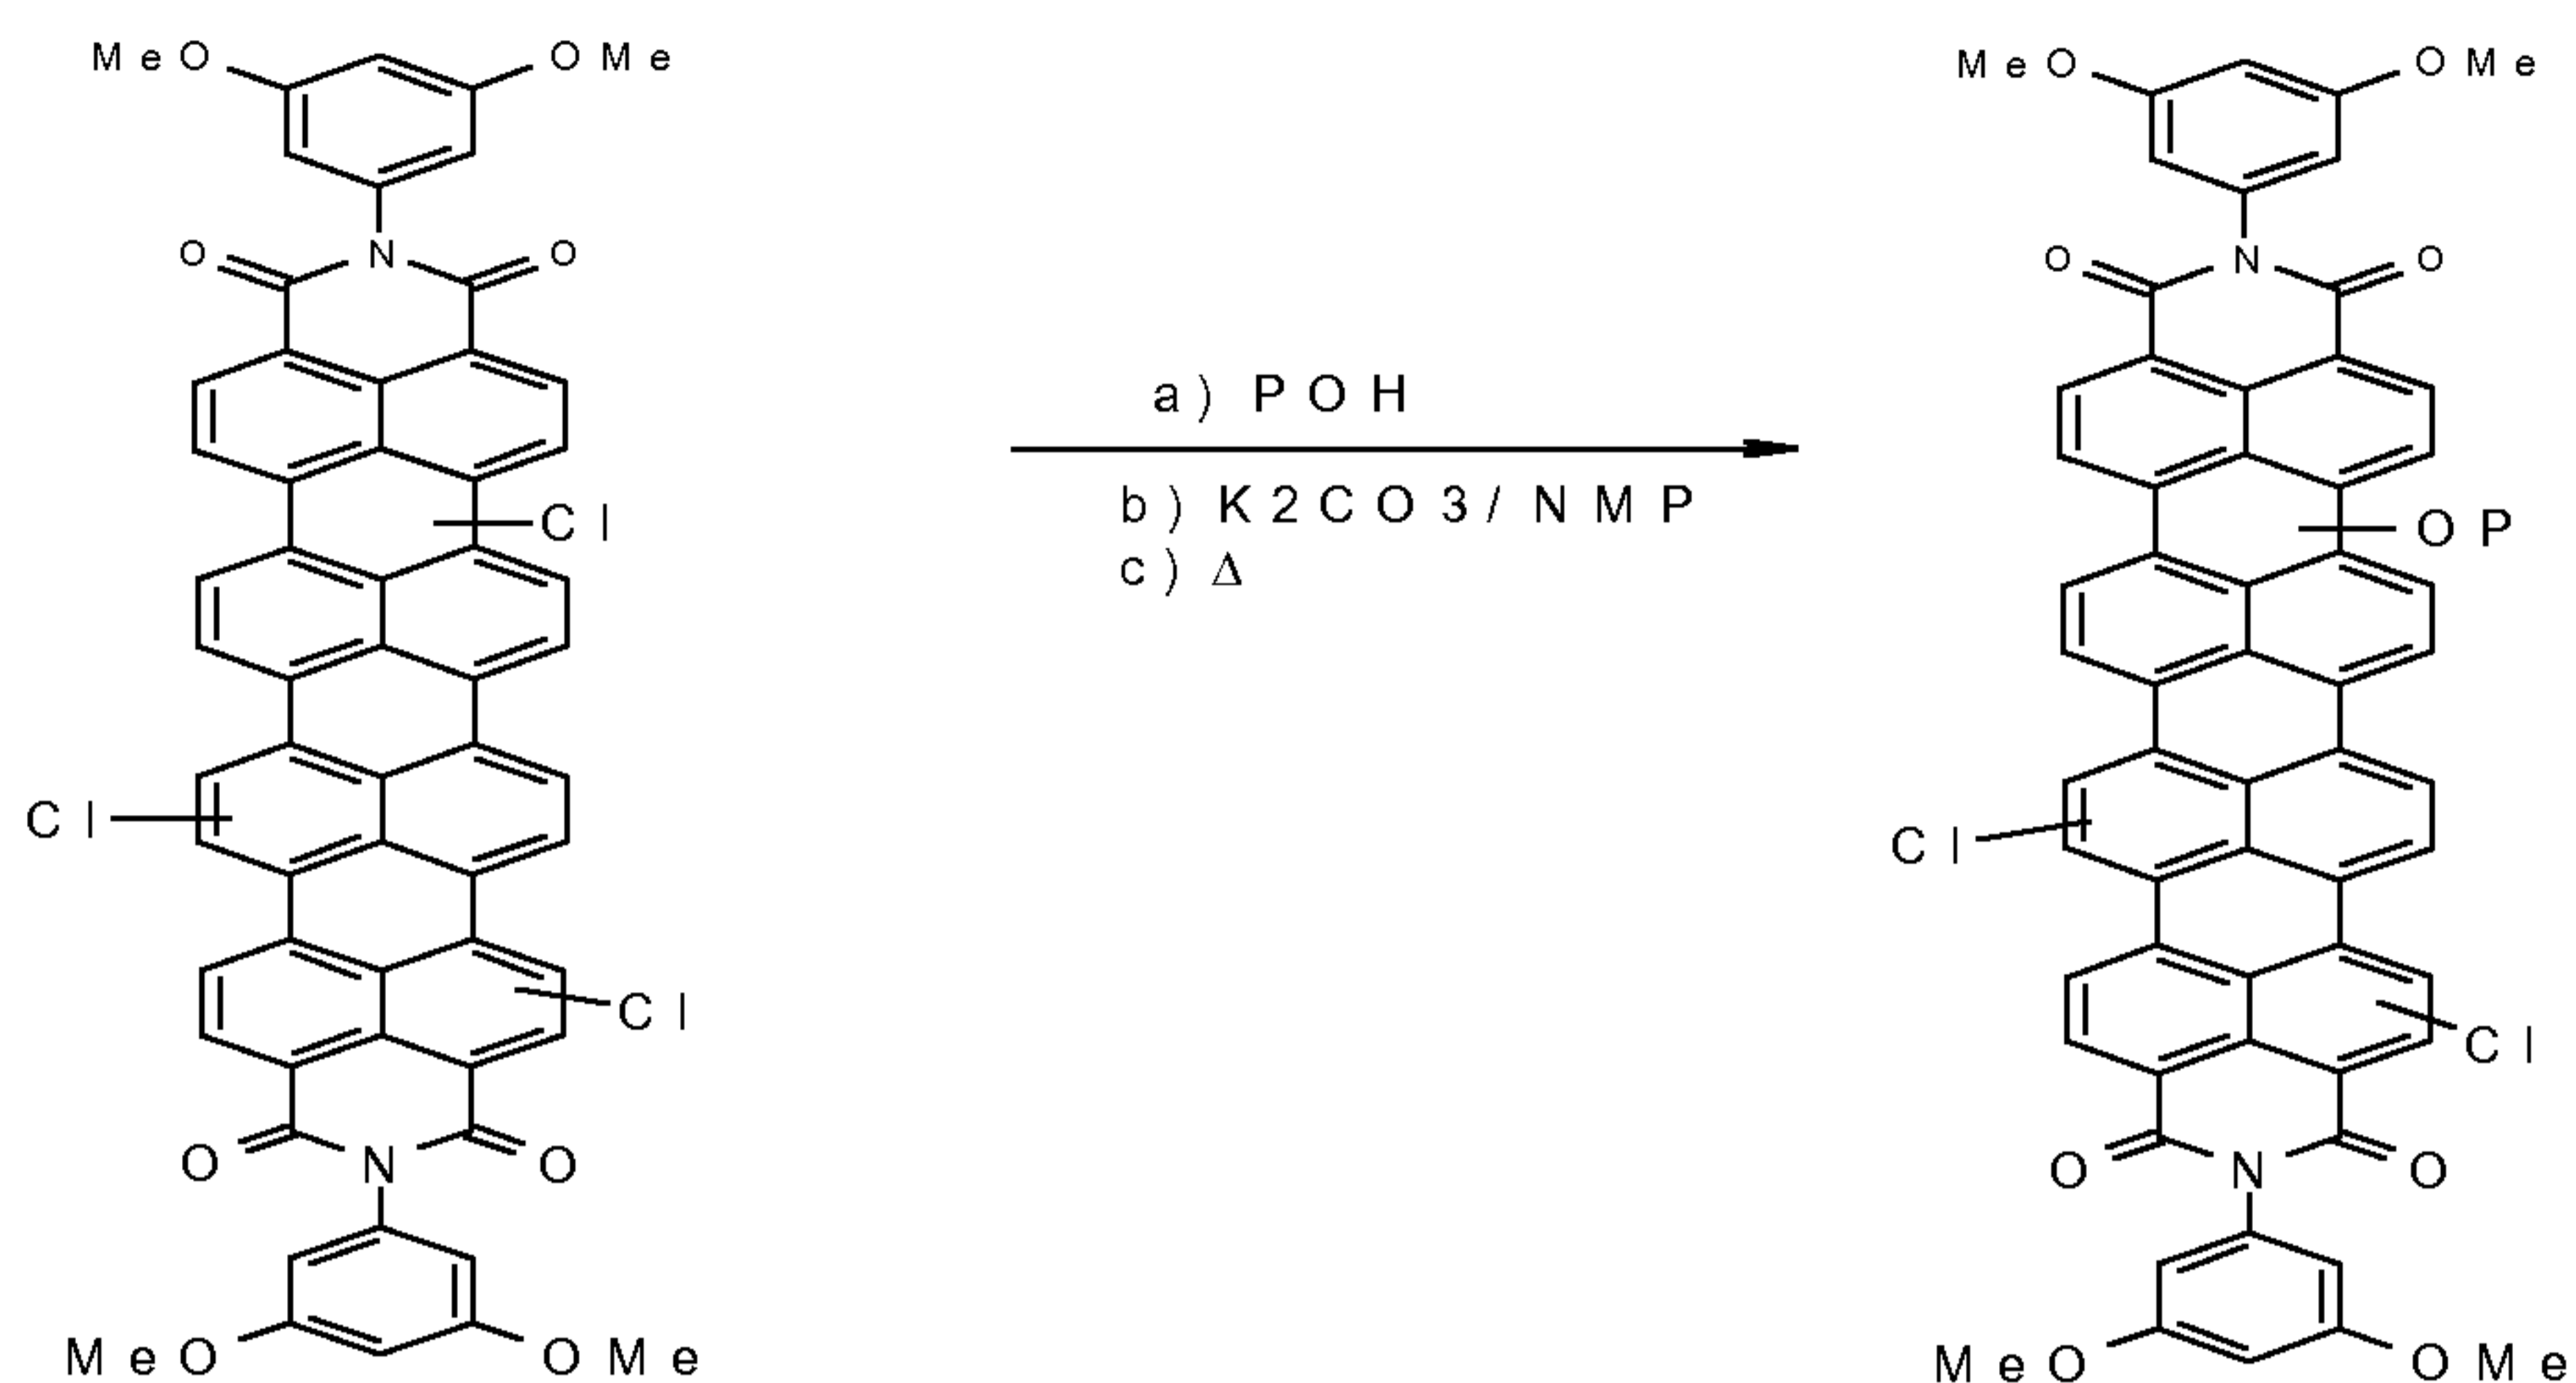 MeO OMe
O N O
Cl
Cl
Cl
O N O
MeO OMe
a) POH
b) K2CO3/NMP
c) Δ
MeO OMe
O N O
OP
Cl
Cl
O N O
MeO OMe